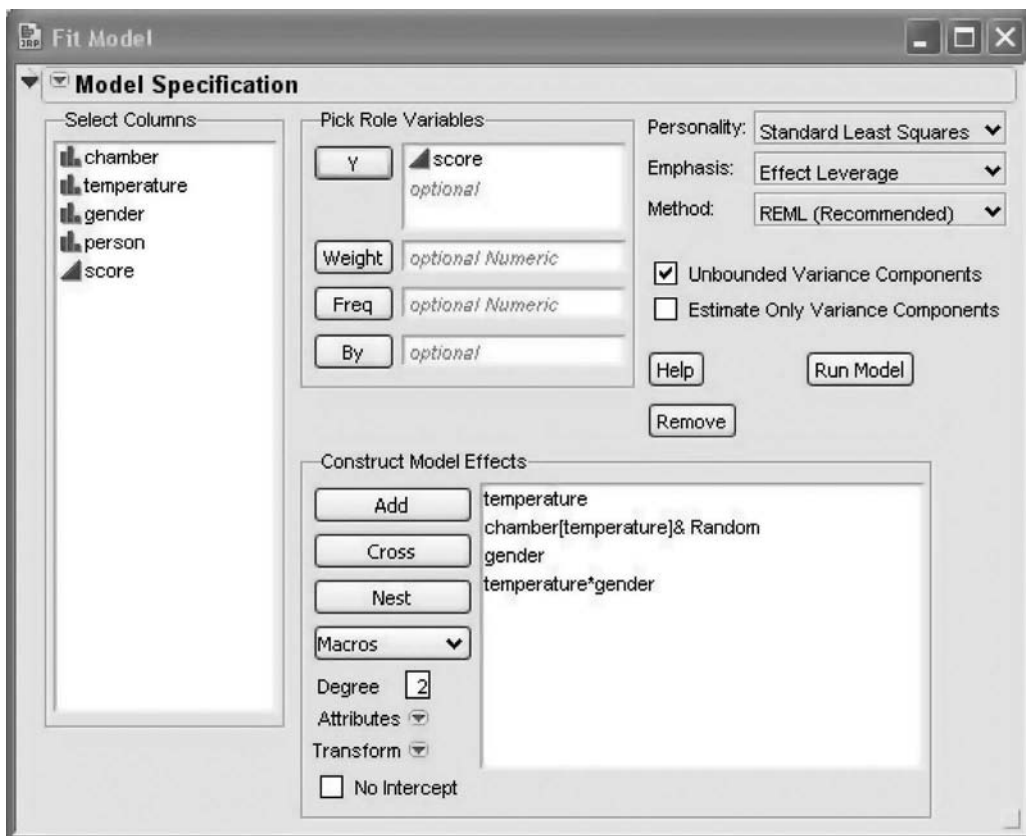 Fit Model
Model Specification
Select Columns
chamber
temperature
gender
person
score
Pick Role Variables
Y
score
optional
Weight
optional Numeric
Freq
optional Numeric
By
optional
Personality:
Standard Least Squares
Emphasis:
Effect Leverage
Method:
REML (Recommended)
Unbounded Variance Components
Estimate Only Variance Components
Help
Run Model
Remove
Construct Model Effects
Add
Cross
Nest
Macros
Degree 2
Attributes
Transform
No Intercept
temperature
chamber[temperature]& Random
gender
temperature*gender